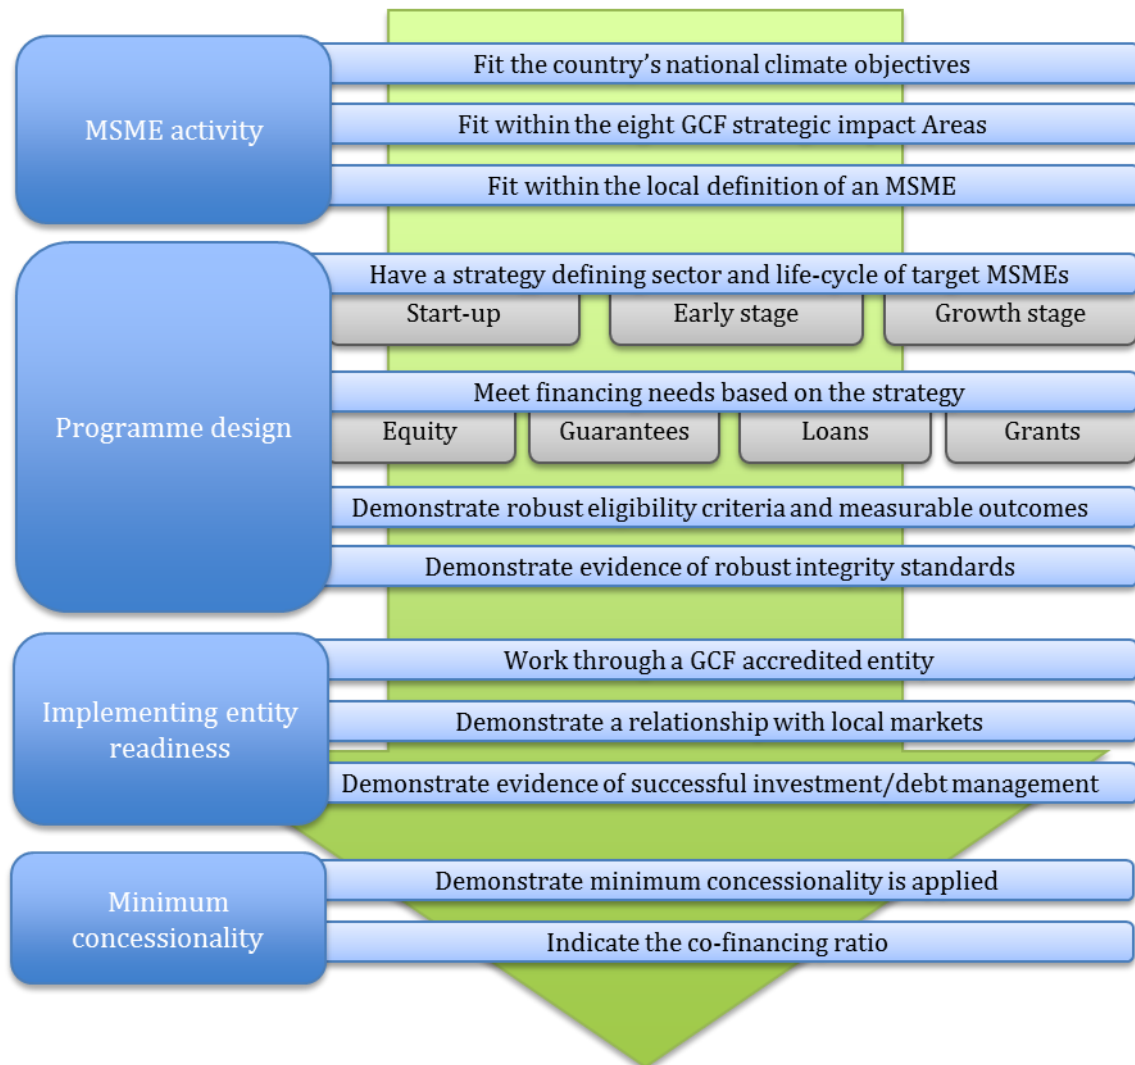 MSME activity
Fit the country's national climate objectives
Fit within the eight GCF strategic impact Areas
Fit within the local definition of an MSME
Programme design
Have a strategy defining sector and life-cycle of target MSMEs
Start-up
Early stage
Growth stage
Meet financing needs based on the strategy
Equity
Guarantees
Loans
Grants
Demonstrate robust eligibility criteria and measurable outcomes
Demonstrate evidence of robust integrity standards
Implementing entity
readiness
Work through a GCF accredited entity
Demonstrate a relationship with local markets
Demonstrate evidence of successful investment/debt management
Minimum
concessionality
Demonstrate minimum concessionality is applied
Indicate the co-financing ratio